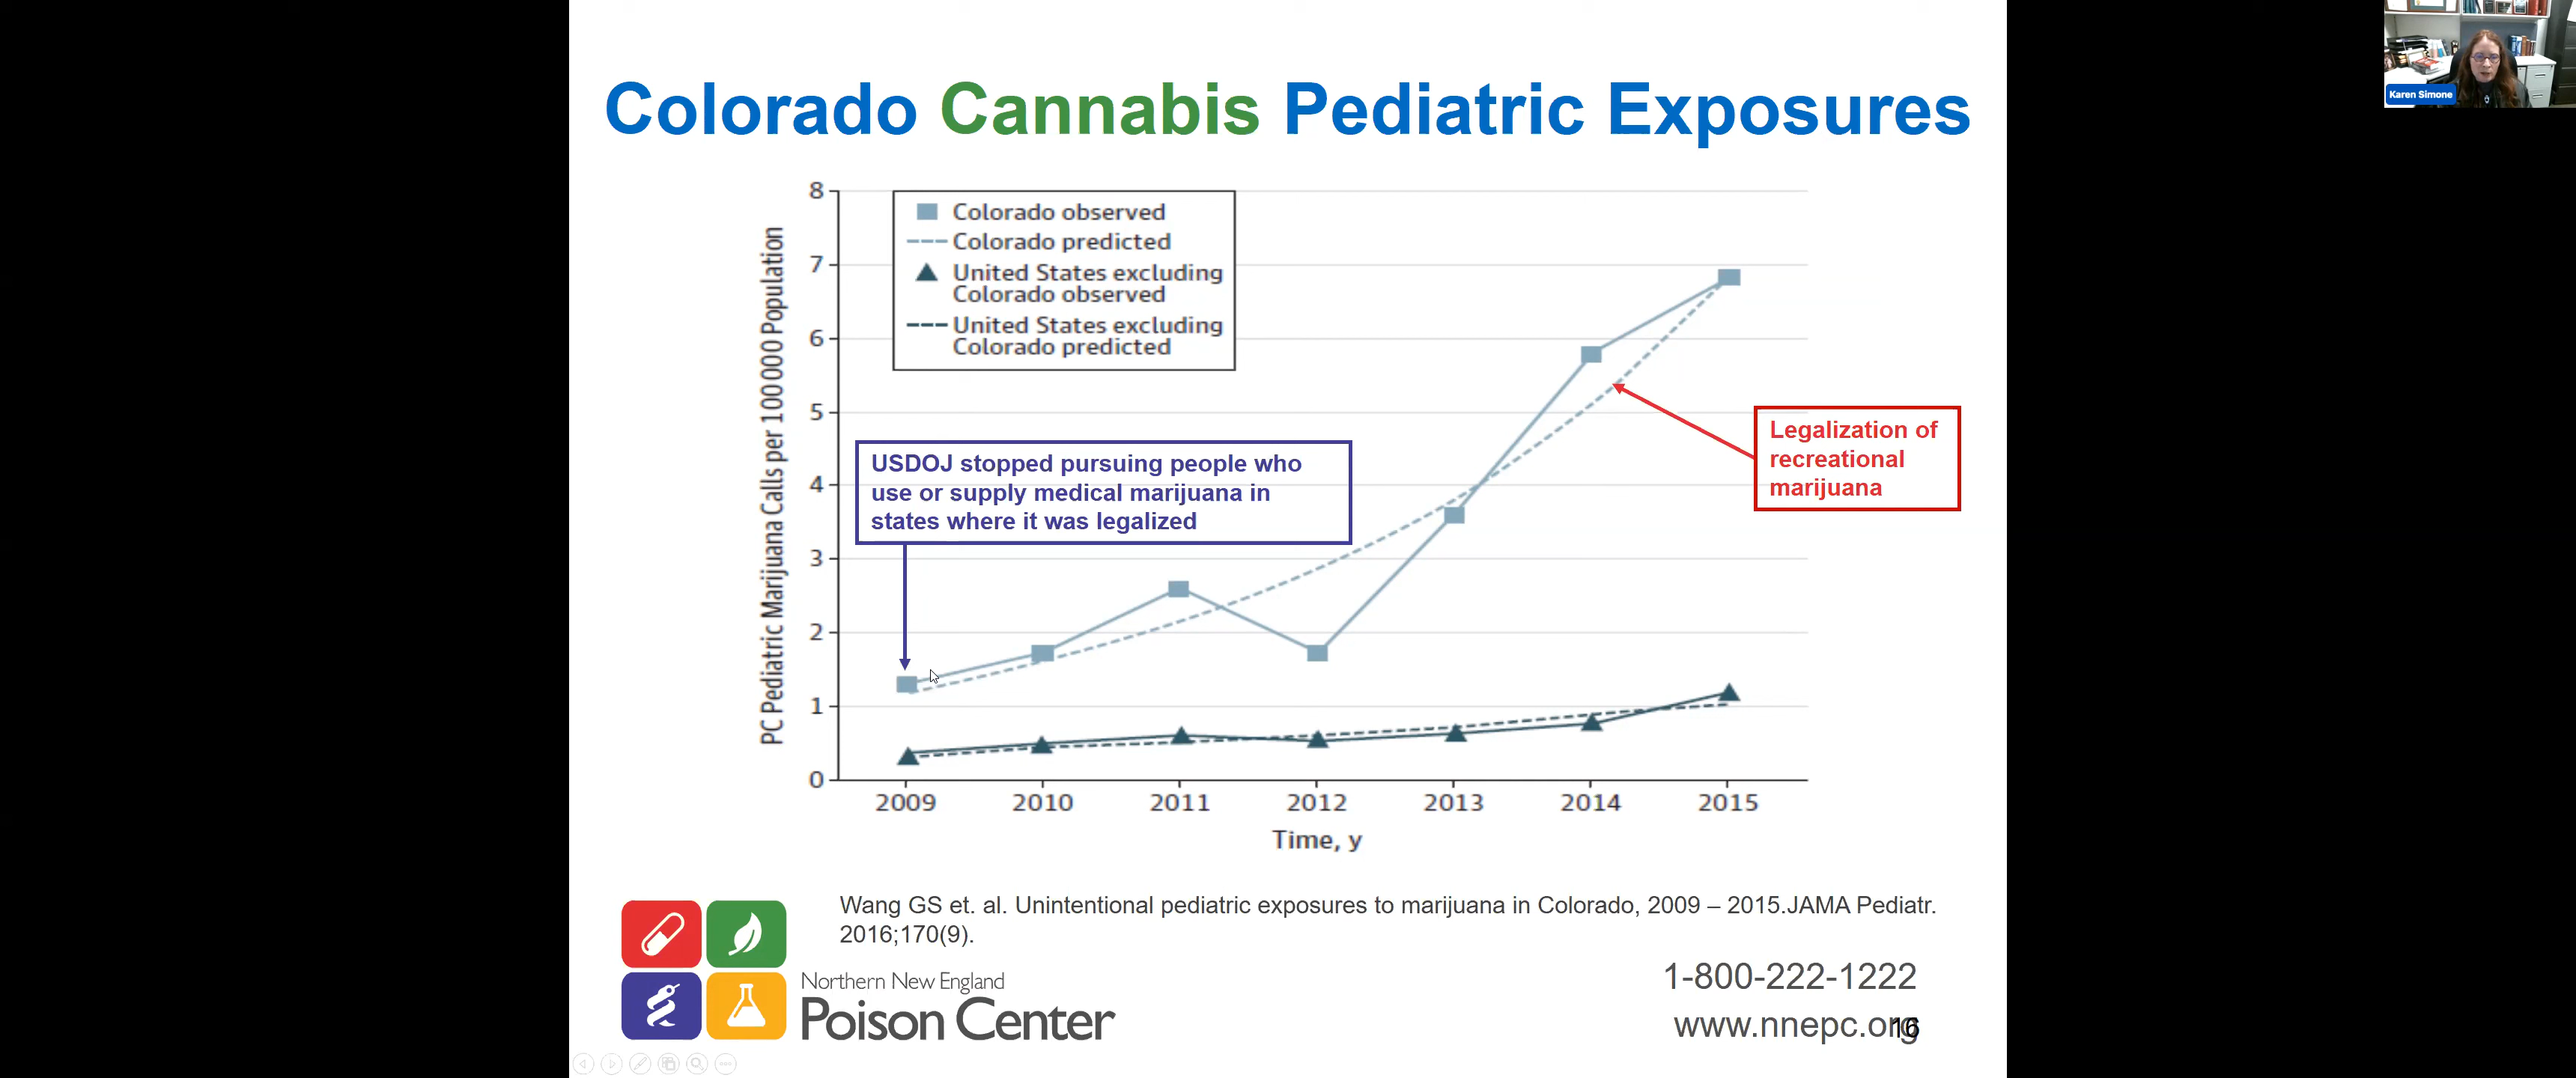 Karen Simone
Colorado Cannabis Pediatric Exposures
PC Pediatric Marijuana Calls per 100 000 Population
8
7
6
5
4
3
2
1
0
Colorado observed
Colorado predicted
United States excluding
Colorado observed
United States excluding
Colorado predicted
USDOJ stopped pursuing people who
use or supply medical marijuana in
states where it was legalized
Legalization of
recreational
marijuana
2009 2010 2011 2012 2013 2014 2015
Time, y
Wang GS et. al. Unintentional pediatric exposures to marijuana in Colorado, 2009 – 2015.JAMA Pediatr.
2016;170(9).
Northern New England
Poison Center
1-800-222-1222
www.nnepc.org
16